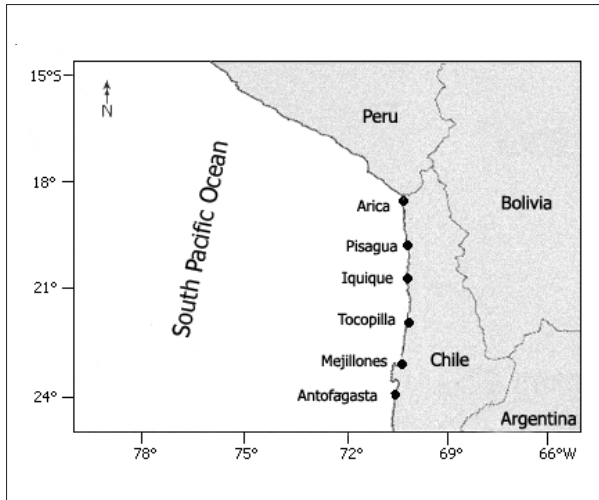 15°S
N
Peru
18°
South Pacific Ocean
Arica
Bolivia
Pisagua
21°
Iquique
Tocopilla
Mejillones
Chile
24°
Antofagasta
Argentina
78°
75°
72°
69°
66°W